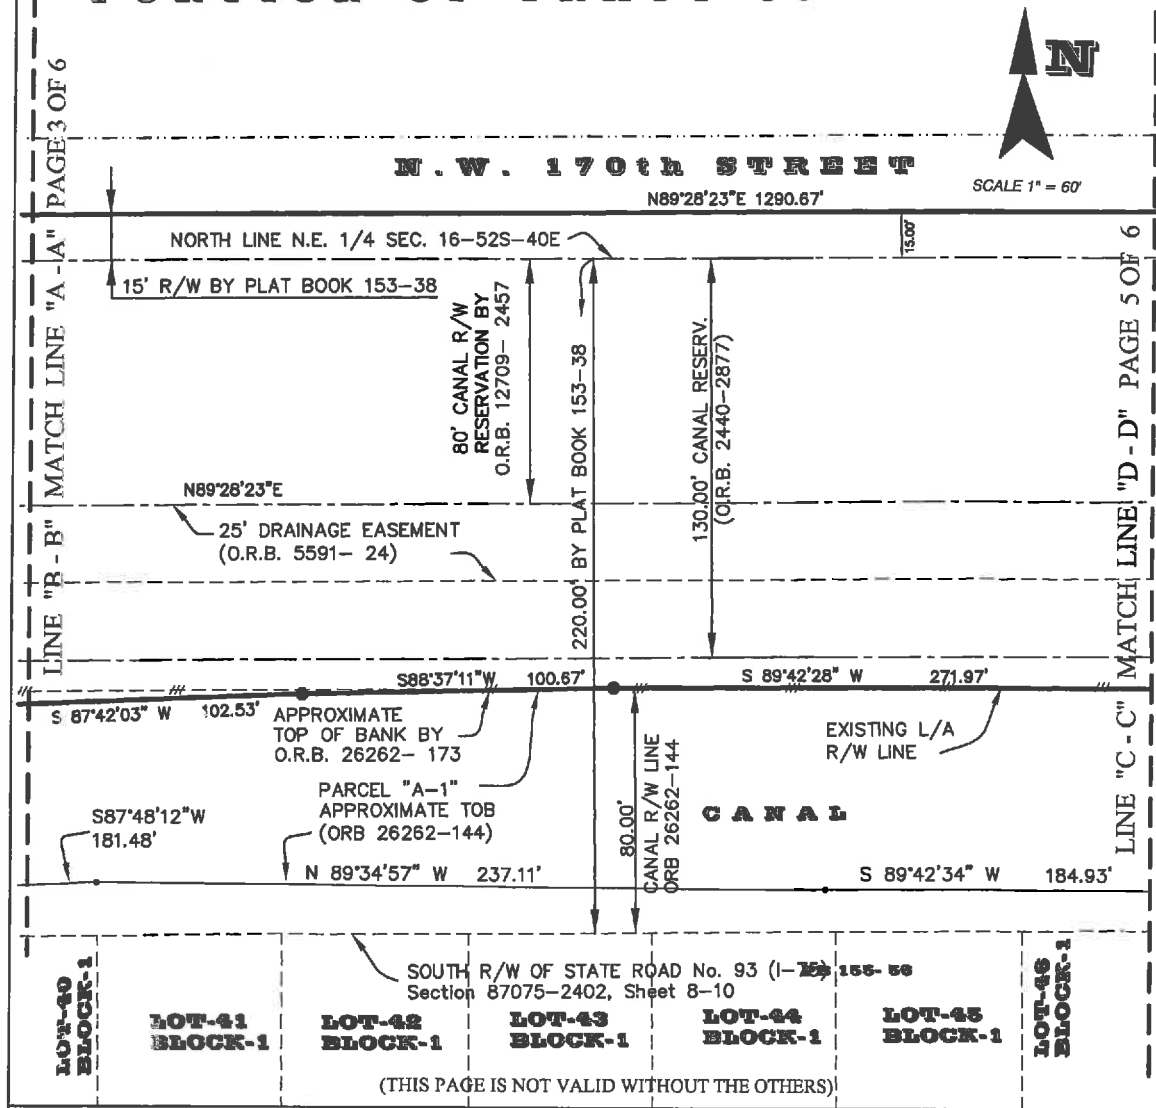 N
N.W. 170th STREET
SCALE 1" = 60'
N89°28'23"E 1290.67'
NORTH LINE N.E. 1/4 SEC. 16-52S-40E
15.00'
15' R/W BY PLAT BOOK 153-38
PAGE 3 OF 6
MATCH LINE "A - A"
LINE "B - B"
80' CANAL R/W
RESERVATION BY
O.R.B. 12709- 2457
220.00' BY PLAT BOOK 153-38
130.00' CANAL RESERV.
(O.R.B. 2440-2877)
MATCH LINE "D - D" PAGE 5 OF 6
LINE "C - C"
N89°28'23"E
25' DRAINAGE EASEMENT
(O.R.B. 5591- 24)
S88°37'11"W 100.67'
S 89°42'28" W 271.97'
S 87°42'03" W 102.53'
APPROXIMATE
TOP OF BANK BY
O.R.B. 26262- 173
EXISTING L/A
R/W LINE
PARCEL "A-1"
APPROXIMATE TOB
(ORB 26262-144)
80.00'
CANAL R/W LINE
ORB 26262-144
CANAL
S87°48'12"W
181.48'
N 89°34'57" W 237.11'
S 89°42'34" W 184.93'
SOUTH R/W OF STATE ROAD No. 93 (I-75) 155- 56
Section 87075-2402, Sheet 8-10
LOT-40
BLOCK-1
LOT-41
BLOCK-1
LOT-42
BLOCK-1
LOT-43
BLOCK-1
LOT-44
BLOCK-1
LOT-45
BLOCK-1
LOT-46
BLOCK-1
(THIS PAGE IS NOT VALID WITHOUT THE OTHERS)